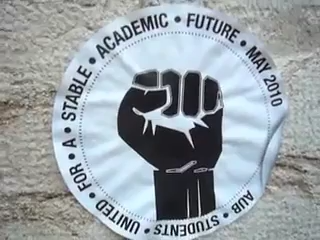 AUB STUDENTS • UNITED • FOR • A • STABLE • ACADEMIC • FUTURE • MAY 2010